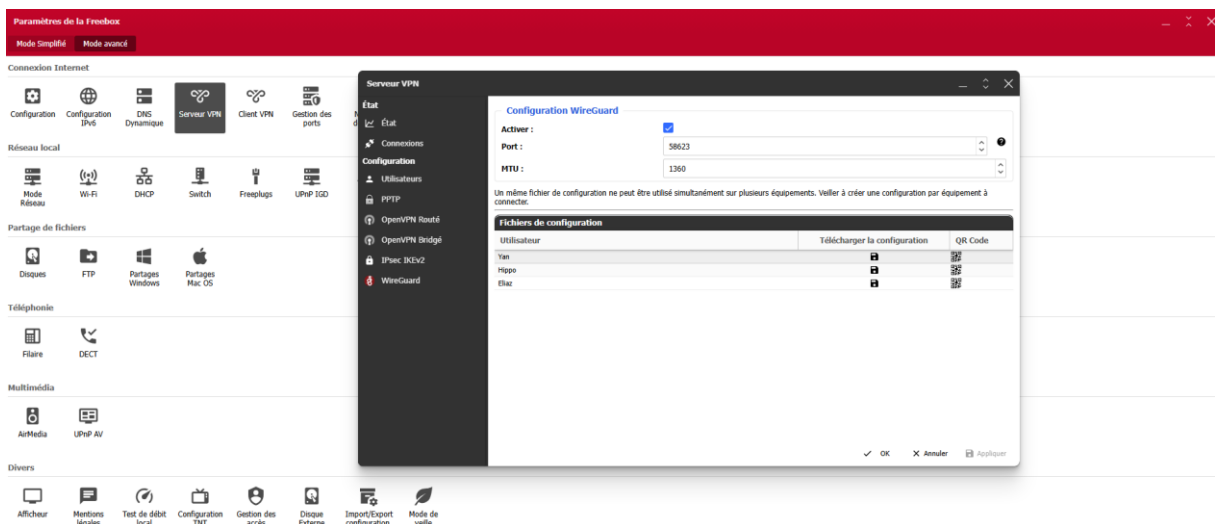 Paramètres de la Freebox
Mode Simplifié Mode avancé
Connexion Internet
Configuration
Configuration IPv6
DNS Dynamique
Serveur VPN
Client VPN
Gestion des ports
Réseau local
Mode Réseau
Wi-Fi
DHCP
Switch
Freeplugs
UPnP IGD
Partage de fichiers
Disques
FTP
Partages Windows
Partages Mac OS
Téléphonie
Filaire
DECT
Multimédia
AirMedia
UPnP AV
Divers
Afficheur
Mentions légales
Test de débit local
Configuration TNT
Gestion des accès
Disque Externe
Import/Export configuration
Mode de veille
Serveur VPN
État
État
Connexions
Configuration
Utilisateurs
PPTP
OpenVPN Routé
OpenVPN Bridgé
IPsec IKEv2
WireGuard
Configuration WireGuard
Activer :
Port : 58623
MTU : 1360
Un même fichier de configuration ne peut être utilisé simultanément sur plusieurs équipements. Veiller à créer une configuration par équipement à
connecter.
Fichiers de configuration
Utilisateur Télécharger la configuration QR Code
Yan
Hippo
Eliaz
OK Annuler Appliquer